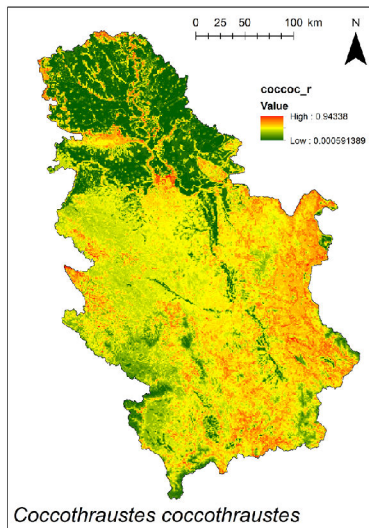 0 25 50 100 km
N
coccoc_r
Value
High : 0.94338
Low : 0.000591389
Coccothraustes coccothraustes